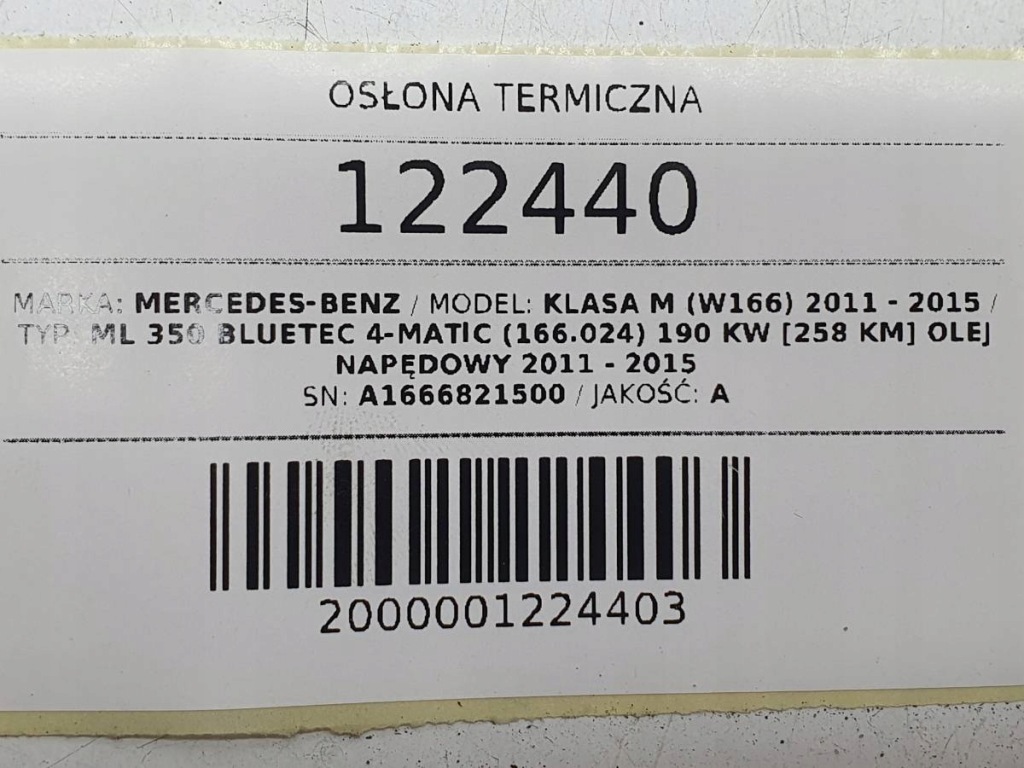 OSŁONA TERMICZNA
122440
MARKA: MERCEDES-BENZ / MODEL: KLASA M (W166) 2011 - 2015 /
TYP: ML 350 BLUETEC 4-MATIC (166.024) 190 KW [258 KM] OLEJ
NAPĘDOWY 2011 - 2015
SN: A1666821500 / JAKOŚĆ: A
2000001224403